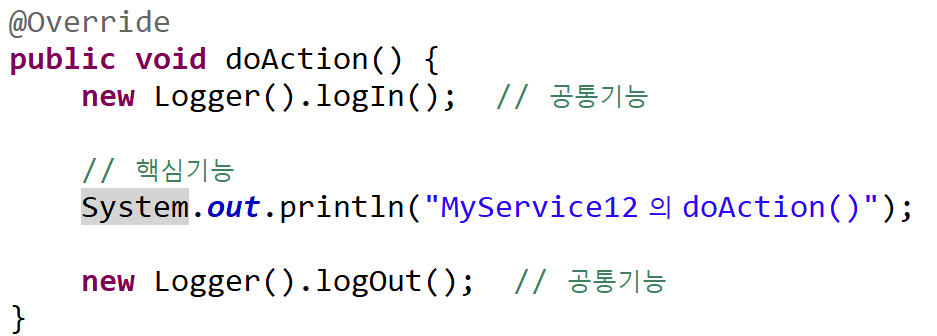 @Override
public void doAction() {
    new Logger().logIn();  // 공통기능
    // 핵심기능
    System.out.println("MyService12 의 doAction()");
    new Logger().logOut();  // 공통기능
}